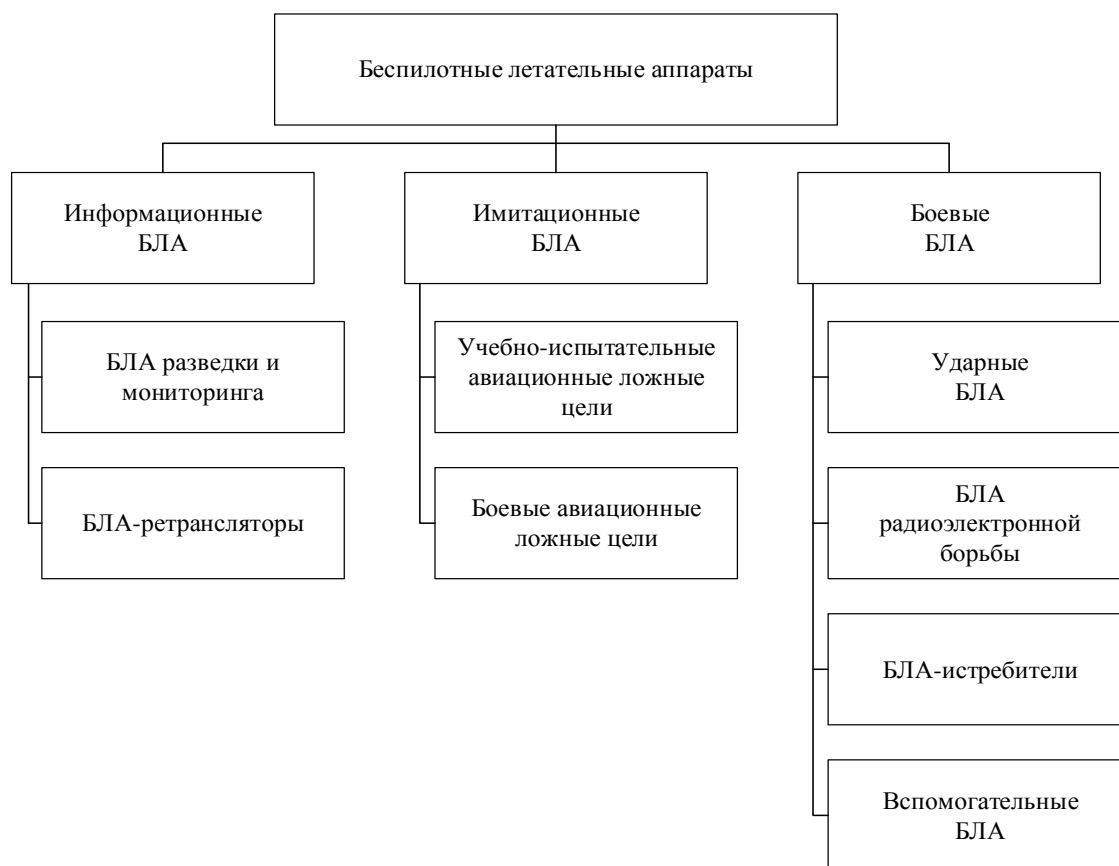 Беспилотные летательные аппараты
Информационные
БЛА
Имитационные
БЛА
Боевые
БЛА
БЛА разведки и
мониторинга
Учебно-испытательные
авиационные ложные
цели
Ударные
БЛА
БЛА-ретрансляторы
Боевые авиационные
ложные цели
БЛА
радиоэлектронной
борьбы
БЛА-истребители
Вспомогательные
БЛА